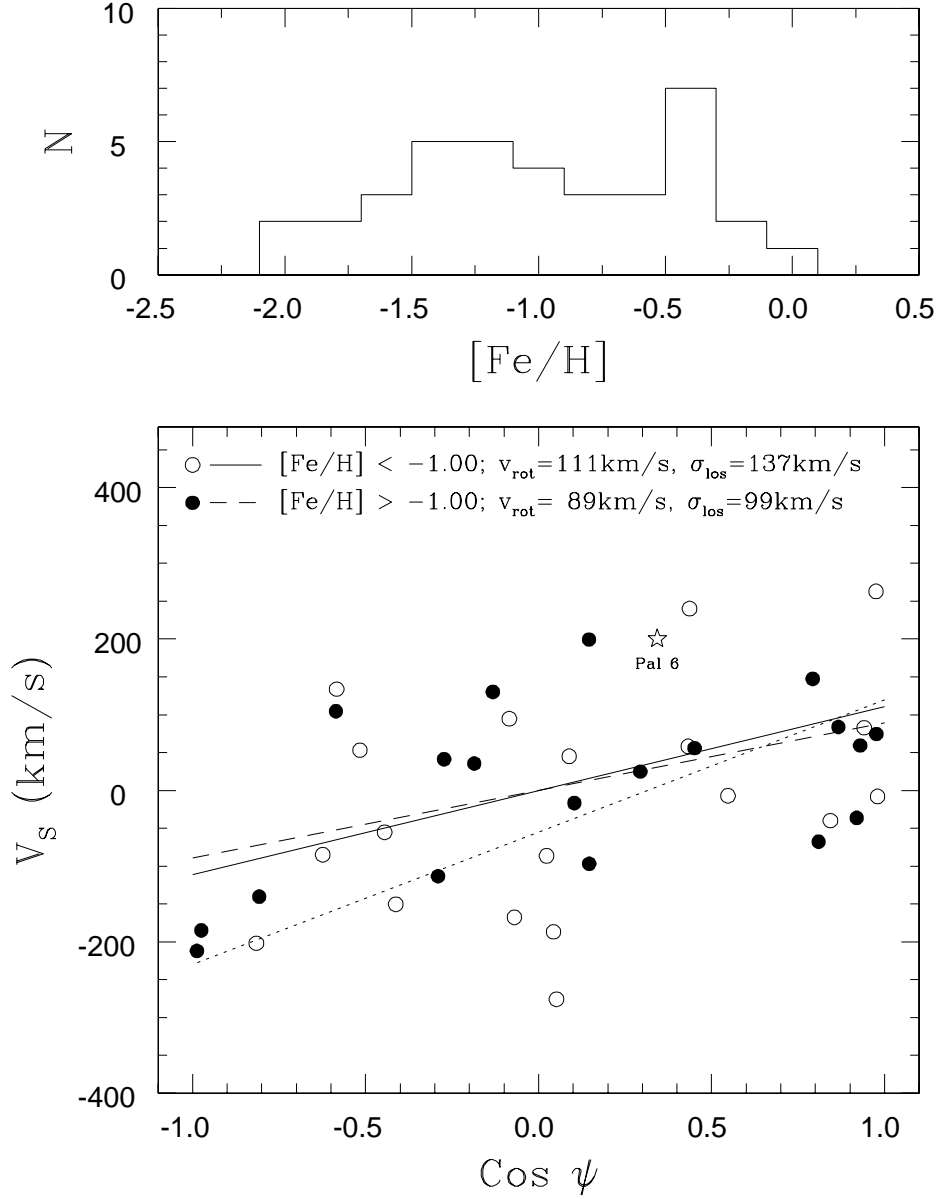 10
5
0
N
-2.5 -2.0 -1.5 -1.0 -0.5 0.0 0.5
[Fe/H]
[Fe/H] < −1.00; v_rot=111km/s, σ_los=137km/s
[Fe/H] > −1.00; v_rot= 89km/s, σ_los=99km/s
400
200
0
-200
-400
V_S (km/s)
Pal 6
-1.0 -0.5 0.0 0.5 1.0
Cos ψ